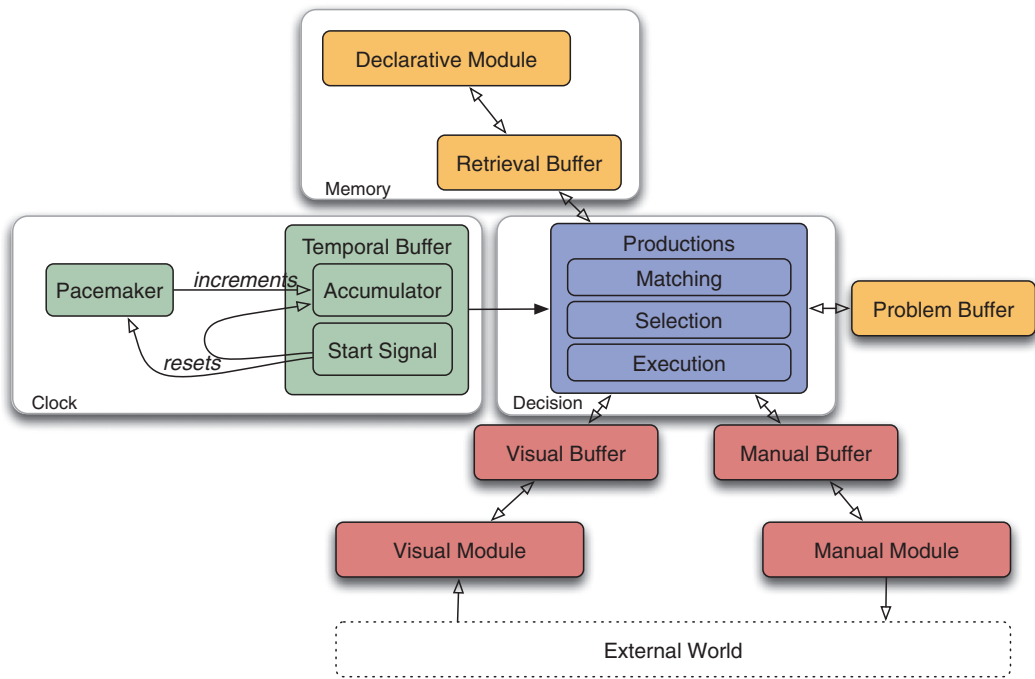 Declarative Module
Retrieval Buffer
Memory
Temporal Buffer
Pacemaker
increments
Accumulator
Start Signal
resets
Clock
Productions
Matching
Selection
Execution
Decision
Problem Buffer
Visual Buffer
Manual Buffer
Visual Module
Manual Module
External World